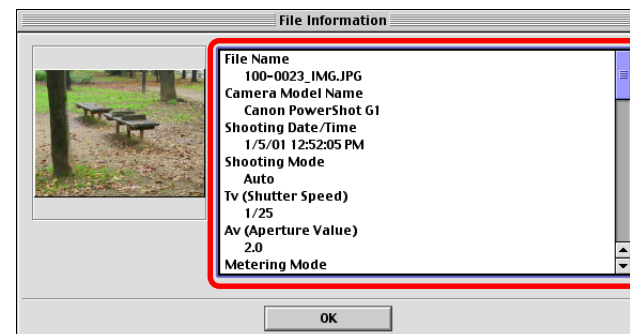 File Information
File Name
100-0023_IMG.JPG
Camera Model Name
Canon PowerShot G1
Shooting Date/Time
1/5/01 12:52:05 PM
Shooting Mode
Auto
Tv (Shutter Speed)
1/25
Av (Aperture Value)
2.0
Metering Mode
OK